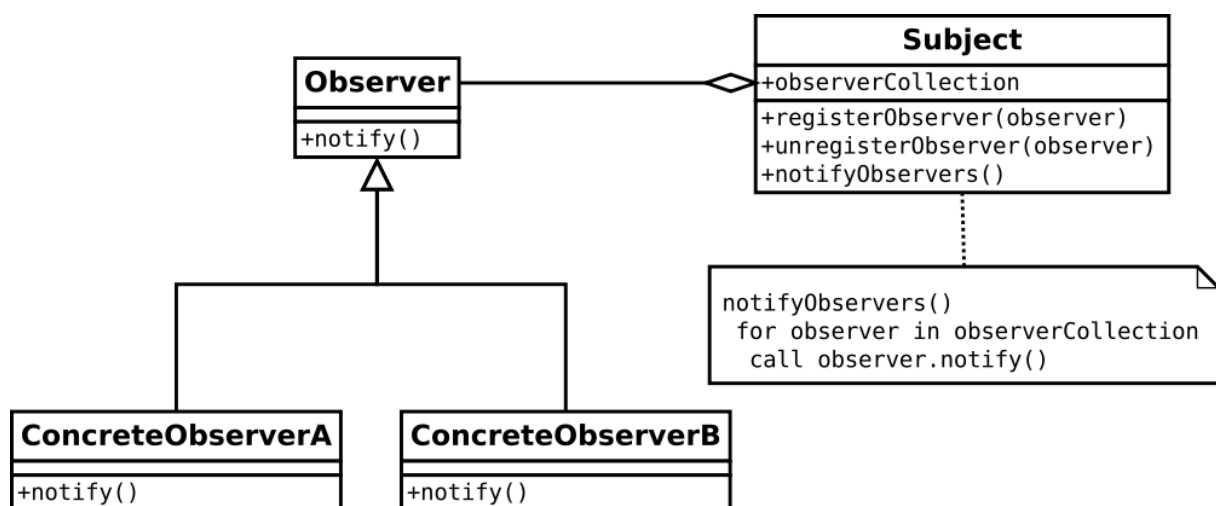 Observer
+notify()
Subject
+observerCollection
+registerObserver(observer)
+unregisterObserver(observer)
+notifyObservers()
notifyObservers()
for observer in observerCollection
call observer.notify()
ConcreteObserverA
+notify()
ConcreteObserverB
+notify()